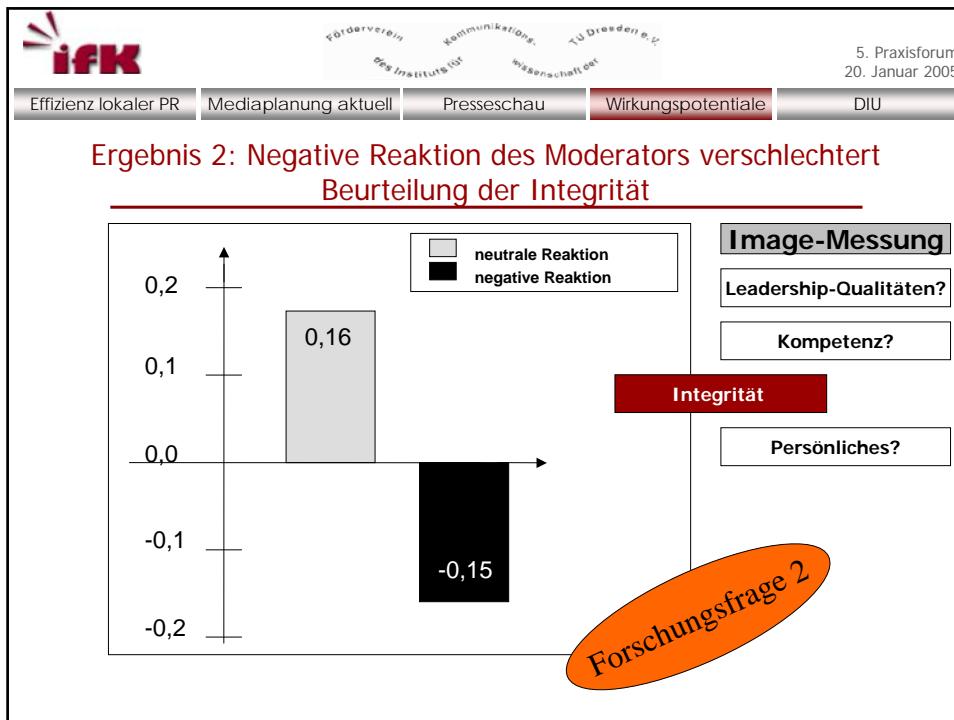 ifK
Förderverein des Instituts für Kommunikations- wissenschaft der TU Dresden e.V.
5. Praxisforum
20. Januar 2005
Effizienz lokaler PR
Mediaplanung aktuell
Presseschau
Wirkungspotentiale
DIU
Ergebnis 2: Negative Reaktion des Moderators verschlechtert
Beurteilung der Integrität
neutrale Reaktion
negative Reaktion
0,2
0,1
0,0
-0,1
-0,2
0,16
-0,15
Image-Messung
Leadership-Qualitäten?
Kompetenz?
Integrität
Persönliches?
Forschungsfrage 2